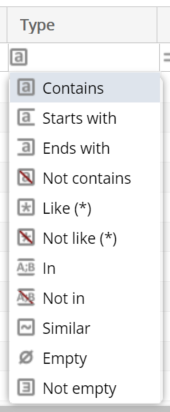 Type
a
a Contains
a Starts with
a Ends with
a Not contains
* Like (*)
* Not like (*)
A;B In
A;B Not in
~ Similar
Ø Empty
Not empty